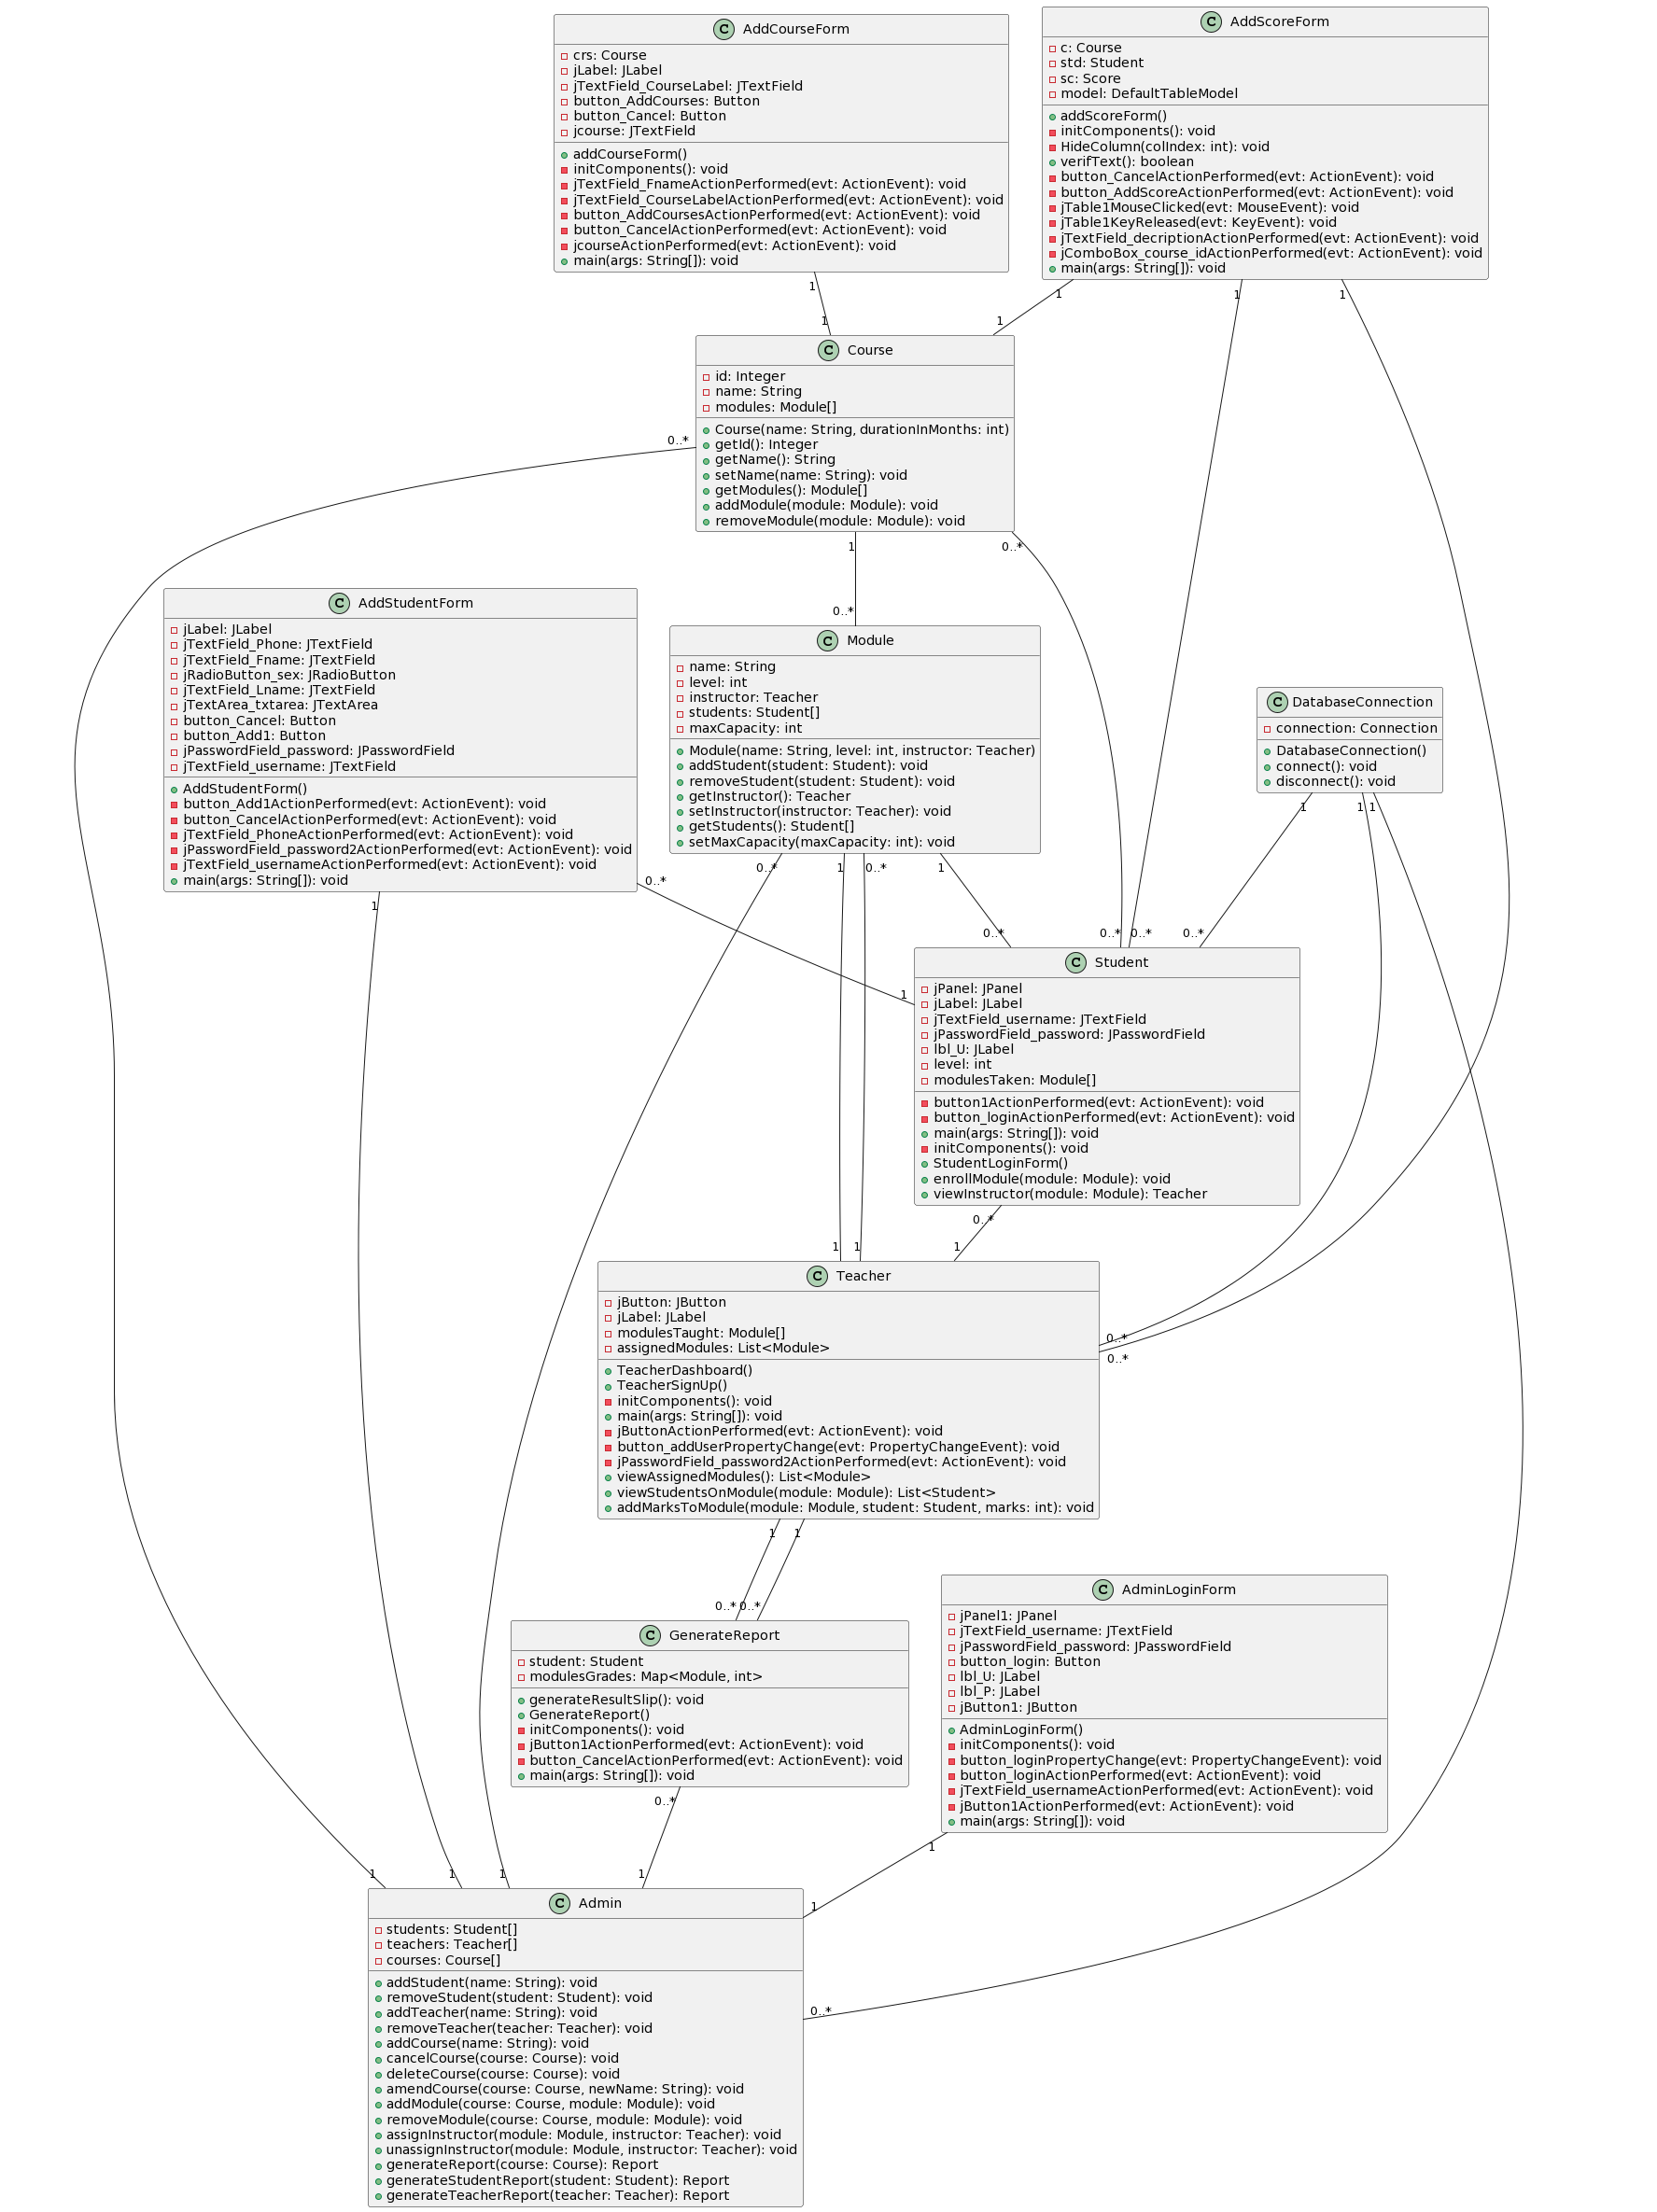 C AddCourseForm
crs: Course
jLabel: JLabel
jTextField_CourseLabel: JTextField
button_AddCourses: Button
button_Cancel: Button
jcourse: JTextField
addCourseForm()
initComponents(): void
jTextField_FnameActionPerformed(evt: ActionEvent): void
jTextField_CourseLabelActionPerformed(evt: ActionEvent): void
button_AddCoursesActionPerformed(evt: ActionEvent): void
button_CancelActionPerformed(evt: ActionEvent): void
jcourseActionPerformed(evt: ActionEvent): void
main(args: String[]): void
C AddScoreForm
c: Course
std: Student
sc: Score
model: DefaultTableModel
addScoreForm()
initComponents(): void
HideColumn(colIndex: int): void
verifText(): boolean
button_CancelActionPerformed(evt: ActionEvent): void
button_AddScoreActionPerformed(evt: ActionEvent): void
jTable1MouseClicked(evt: MouseEvent): void
jTable1KeyReleased(evt: KeyEvent): void
jTextField_decriptionActionPerformed(evt: ActionEvent): void
jComboBox_course_idActionPerformed(evt: ActionEvent): void
main(args: String[]): void
1
1
1
1
1
1
C Course
id: Integer
name: String
modules: Module[]
Course(name: String, durationInMonths: int)
getId(): Integer
getName(): String
setName(name: String): void
getModules(): Module[]
addModule(module: Module): void
removeModule(module: Module): void
0..*
1
0..*
0..*
C AddStudentForm
jLabel: JLabel
jTextField_Phone: JTextField
jTextField_Fname: JTextField
jRadioButton_sex: JRadioButton
jTextField_Lname: JTextField
jTextArea_txtarea: JTextArea
button_Cancel: Button
button_Add1: Button
jPasswordField_password: JPasswordField
jTextField_username: JTextField
AddStudentForm()
button_Add1ActionPerformed(evt: ActionEvent): void
button_CancelActionPerformed(evt: ActionEvent): void
jTextField_PhoneActionPerformed(evt: ActionEvent): void
jPasswordField_password2ActionPerformed(evt: ActionEvent): void
jTextField_usernameActionPerformed(evt: ActionEvent): void
main(args: String[]): void
C Module
name: String
level: int
instructor: Teacher
students: Student[]
maxCapacity: int
Module(name: String, level: int, instructor: Teacher)
addStudent(student: Student): void
removeStudent(student: Student): void
getInstructor(): Teacher
setInstructor(instructor: Teacher): void
getStudents(): Student[]
setMaxCapacity(maxCapacity: int): void
C DatabaseConnection
connection: Connection
DatabaseConnection()
connect(): void
disconnect(): void
1
0..*
0..*
1
0..*
1
1
1
1
0..*
0..*
0..*
0..*
1
C Student
jPanel: JPanel
jLabel: JLabel
jTextField_username: JTextField
jPasswordField_password: JPasswordField
lbl_U: JLabel
level: int
modulesTaken: Module[]
button1ActionPerformed(evt: ActionEvent): void
button_loginActionPerformed(evt: ActionEvent): void
main(args: String[]): void
initComponents(): void
StudentLoginForm()
enrollModule(module: Module): void
viewInstructor(module: Module): Teacher
0..*
1
1
1
C Teacher
jButton: JButton
jLabel: JLabel
modulesTaught: Module[]
assignedModules: List<Module>
TeacherDashboard()
TeacherSignUp()
initComponents(): void
main(args: String[]): void
jButtonActionPerformed(evt: ActionEvent): void
button_addUserPropertyChange(evt: PropertyChangeEvent): void
jPasswordField_password2ActionPerformed(evt: ActionEvent): void
viewAssignedModules(): List<Module>
viewStudentsOnModule(module: Module): List<Student>
addMarksToModule(module: Module, student: Student, marks: int): void
0..*
0..*
1
1
0..*
0..*
C GenerateReport
student: Student
modulesGrades: Map<Module, int>
generateResultSlip(): void
GenerateReport()
initComponents(): void
jButton1ActionPerformed(evt: ActionEvent): void
button_CancelActionPerformed(evt: ActionEvent): void
main(args: String[]): void
C AdminLoginForm
jPanel1: JPanel
jTextField_username: JTextField
jPasswordField_password: JPasswordField
button_login: Button
lbl_U: JLabel
lbl_P: JLabel
jButton1: JButton
AdminLoginForm()
initComponents(): void
button_loginPropertyChange(evt: PropertyChangeEvent): void
button_loginActionPerformed(evt: ActionEvent): void
jTextField_usernameActionPerformed(evt: ActionEvent): void
jButton1ActionPerformed(evt: ActionEvent): void
main(args: String[]): void
0..*
1
1
1
1
1
1
0..*
C Admin
students: Student[]
teachers: Teacher[]
courses: Course[]
addStudent(name: String): void
removeStudent(student: Student): void
addTeacher(name: String): void
removeTeacher(teacher: Teacher): void
addCourse(name: String): void
cancelCourse(course: Course): void
deleteCourse(course: Course): void
amendCourse(course: Course, newName: String): void
addModule(course: Course, module: Module): void
removeModule(course: Course, module: Module): void
assignInstructor(module: Module, instructor: Teacher): void
unassignInstructor(module: Module, instructor: Teacher): void
generateReport(course: Course): Report
generateStudentReport(student: Student): Report
generateTeacherReport(teacher: Teacher): Report